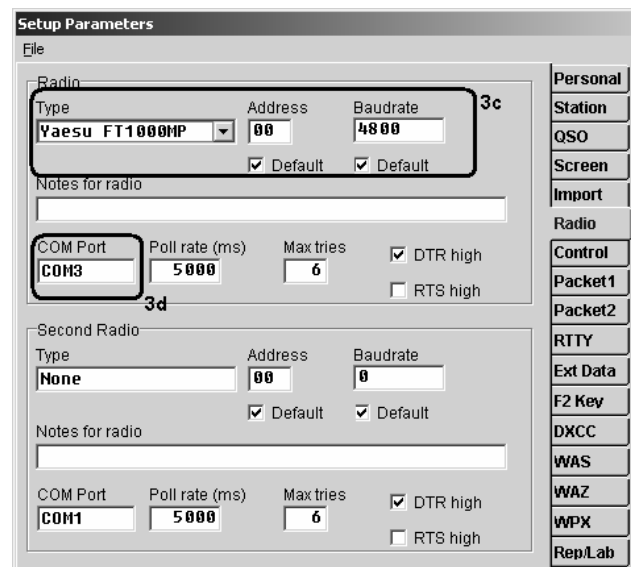 Setup Parameters
File
Radio
Type Address Baudrate 3c
Yaesu FT1000MP 00 4800
Default Default
Notes for radio
COM Port Poll rate (ms) Max tries
COM3 5000 6
DTR high
RTS high
3d
Second Radio
Type Address Baudrate
None 00 0
Default Default
Notes for radio
COM Port Poll rate (ms) Max tries
COM1 5000 6
DTR high
RTS high
Personal
Station
QSO
Screen
Import
Radio
Control
Packet1
Packet2
RTTY
Ext Data
F2 Key
DXCC
WAS
WAZ
WPX
Rep/Lab